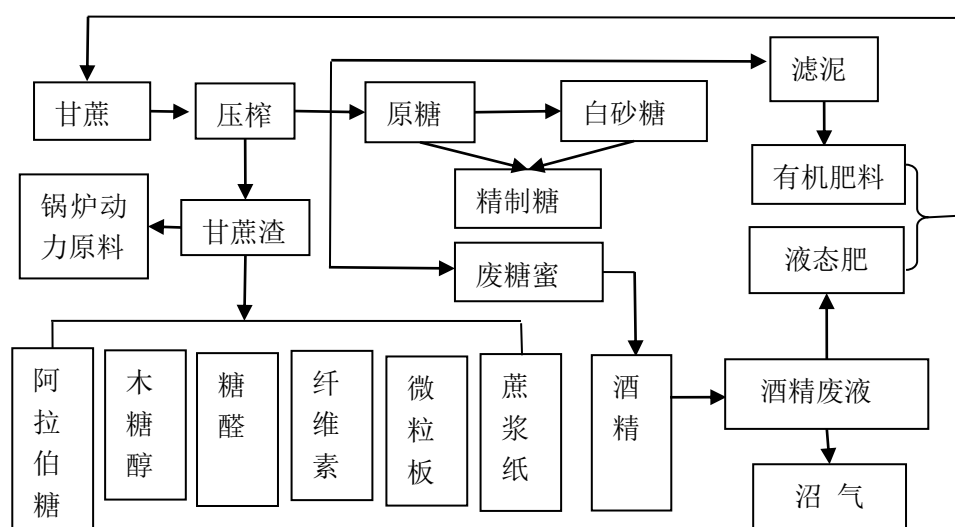 滤泥
甘蔗
压榨
原糖
白砂糖
有机肥料
精制糖
锅炉动
力原料
甘蔗渣
液态肥
废糖蜜
阿拉伯糖
木糖醇
糖醛
纤维素
微粒板
蔗浆纸
酒精
酒精废液
沼气